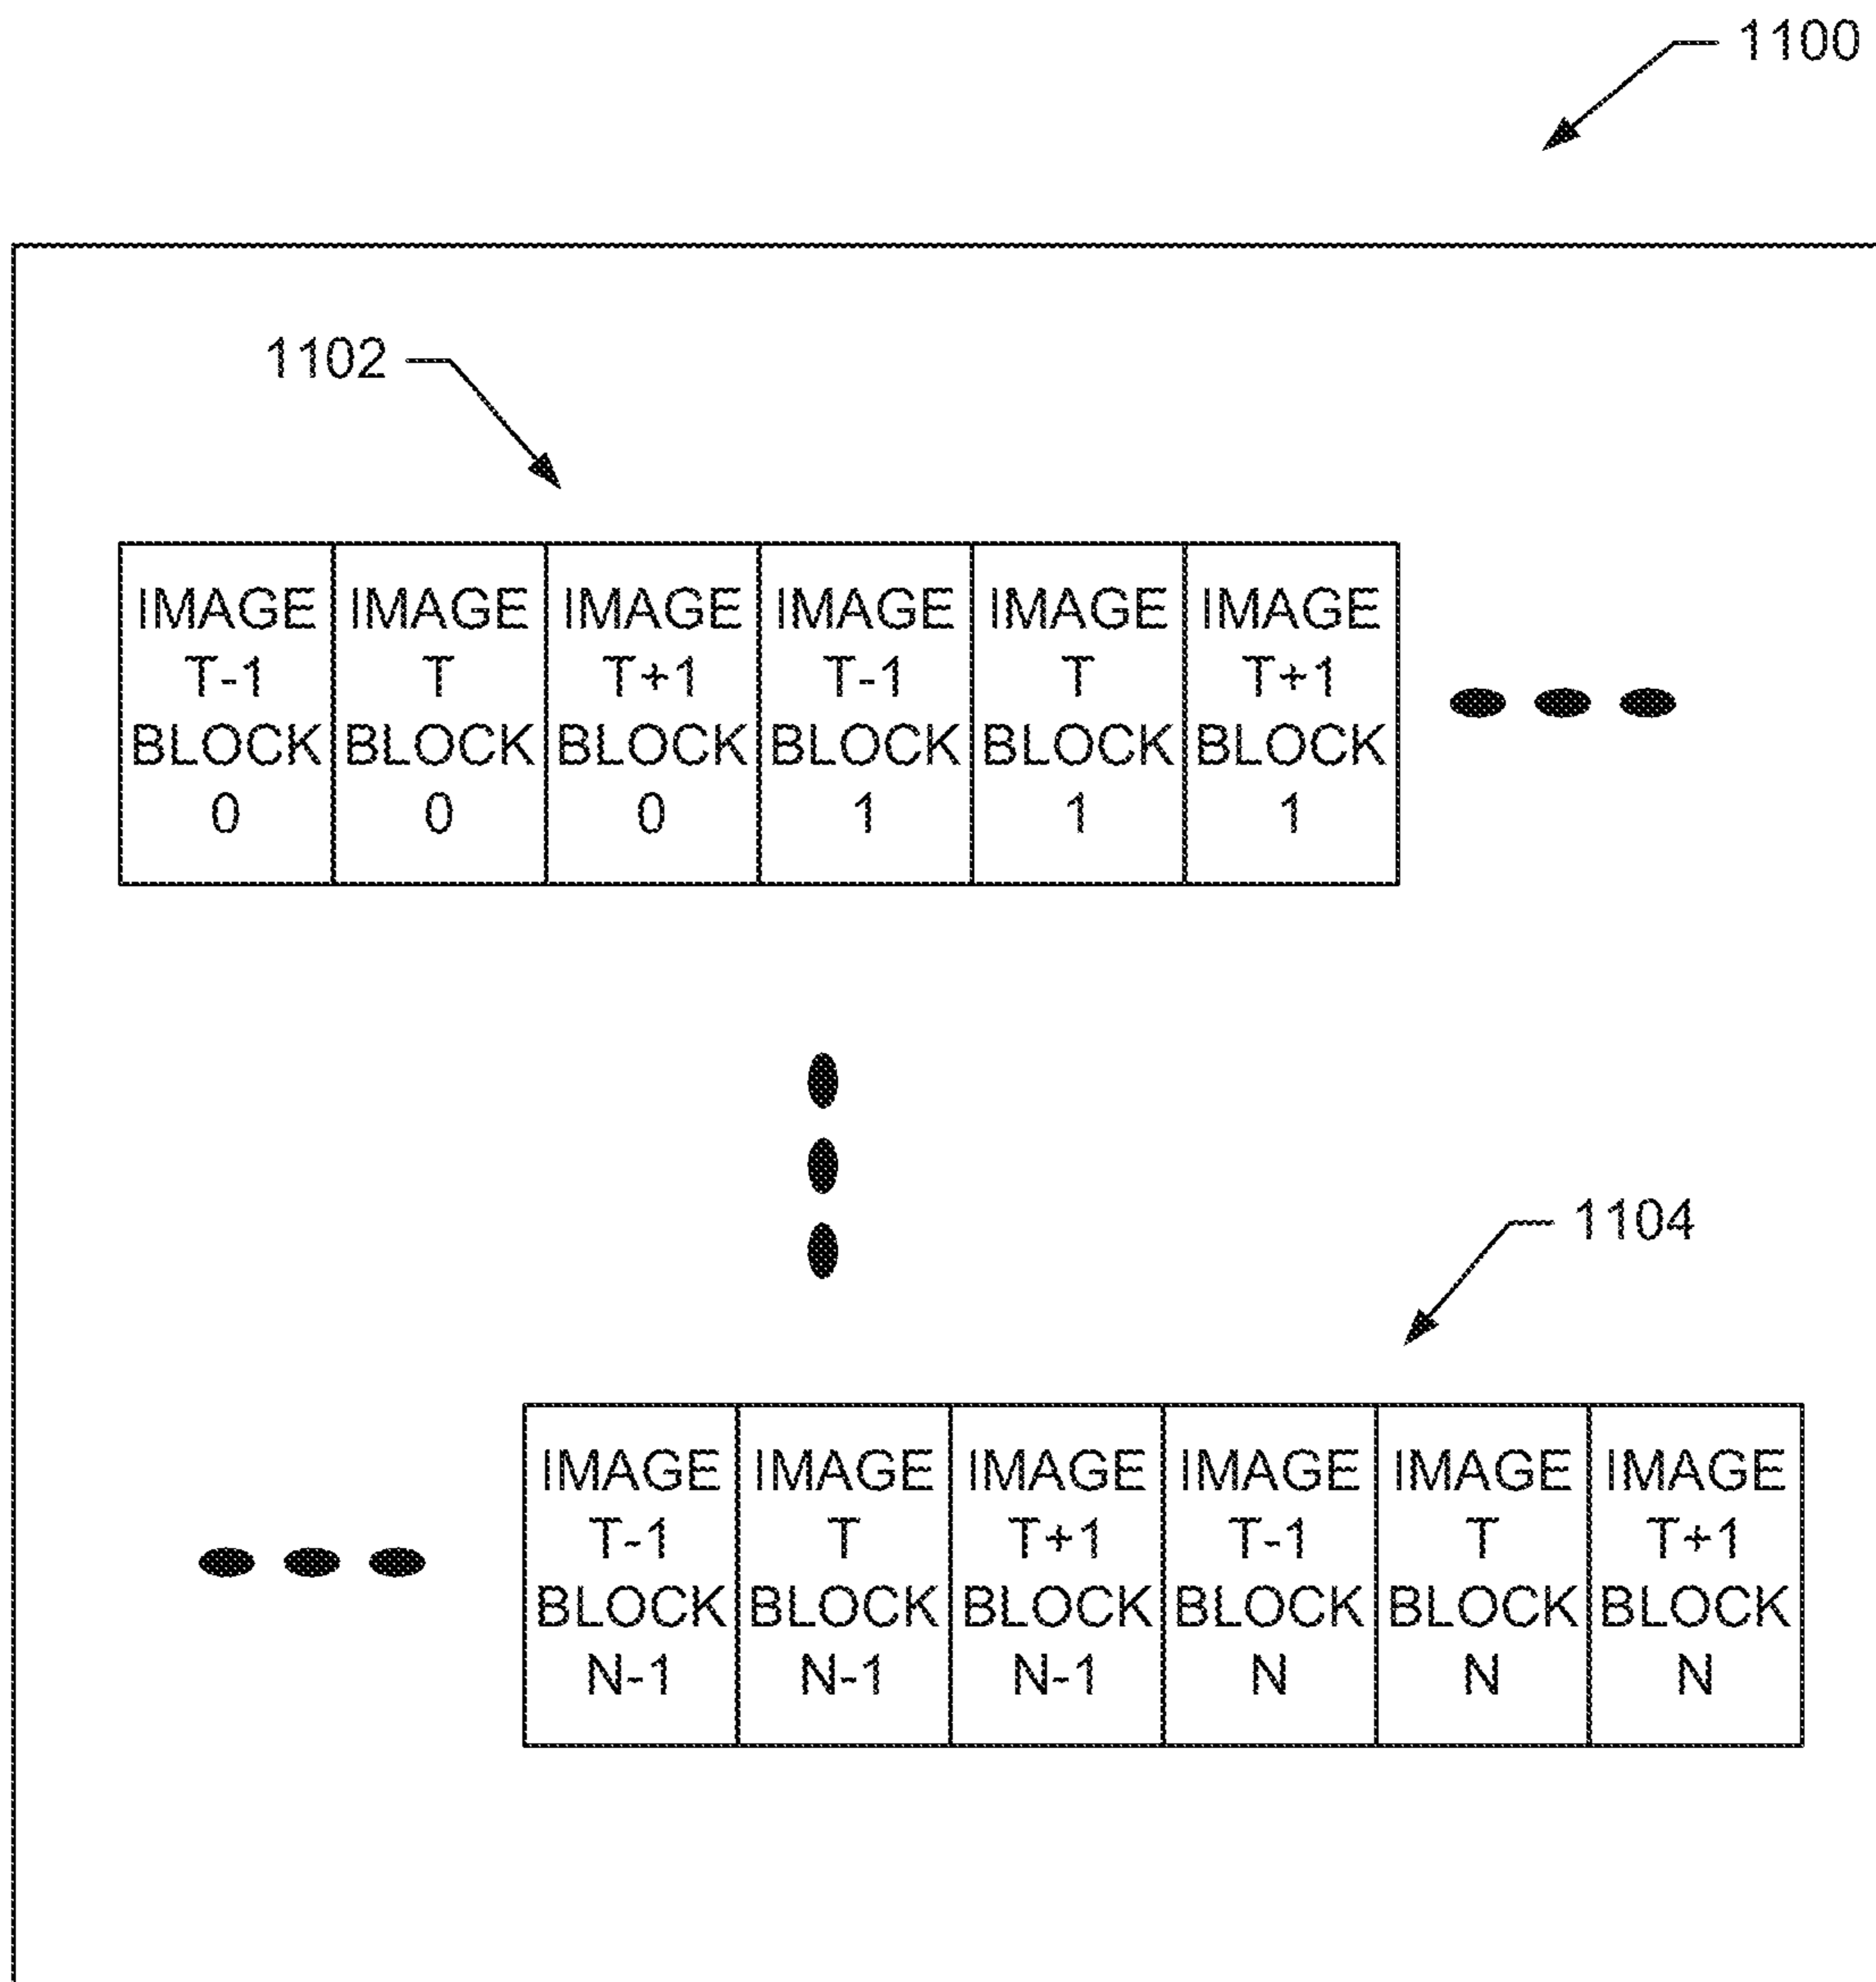 1100
1102
IMAGE IMAGE IMAGE IMAGE IMAGE IMAGE
T-1 T T+1 T-1 T T+1
BLOCK BLOCK BLOCK BLOCK BLOCK BLOCK
0 0 0 1 1 1
1104
IMAGE IMAGE IMAGE IMAGE IMAGE IMAGE
T-1 T T+1 T-1 T T+1
BLOCK BLOCK BLOCK BLOCK BLOCK BLOCK
N-1 N-1 N-1 N N N